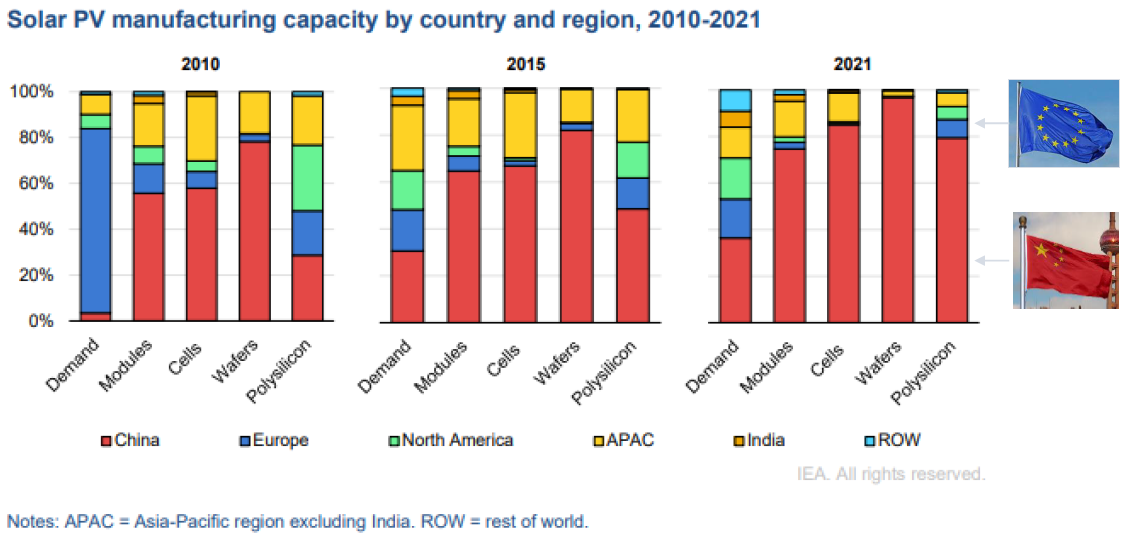 Solar PV manufacturing capacity by country and region, 2010-2021
2010 2015 2021
100%
80%
60%
40%
20%
0%
Demand Modules Cells Wafers Polysilicon Demand Modules Cells Wafers Polysilicon Demand Modules Cells Wafers Polysilicon
China Europe North America APAC India ROW
IEA. All rights reserved.
Notes: APAC = Asia-Pacific region excluding India. ROW = rest of world.